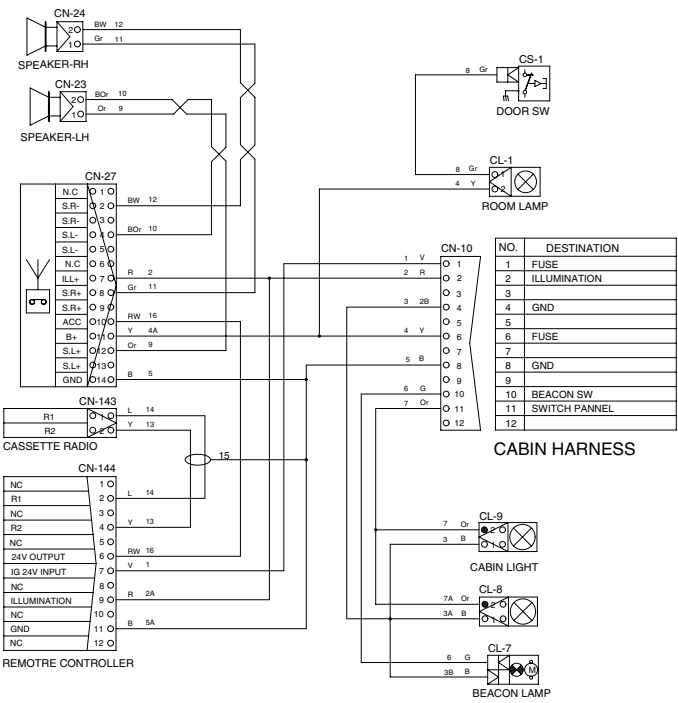 CN-24
2 BW 12
1 Gr 11
SPEAKER-RH
CN-23
2 BOr 10
1 Or 9
SPEAKER-LH
CN-27
N.C 1
S.R- 2 BW 12
S.R- 3
S.L- 4 BOr 10
S.L- 5
N.C 6
ILL+ 7 R 2
S.R+ 8 Gr 11
S.R+ 9
ACC 10 RW 16
B+ 11 Y 4A
S.L+ 12 Or 9
S.L+ 13
GND 14 B 5
CN-143
R1 1 L 14
R2 2 Y 13
CASSETTE RADIO
15
CN-144
NC 1
R1 2 L 14
NC 3
R2 4 Y 13
NC 5
24V OUTPUT 6 RW 16
IG 24V INPUT 7 V 1
NC 8
ILLUMINATION 9 R 2A
NC 10
GND 11 B 5A
NC 12
REMOTRE CONTROLLER
CS-1
8 Gr
DOOR SW
CL-1
8 Gr 1
4 Y 2
ROOM LAMP
CN-10
1 V 1
2 R 2
3
3 2B 4
5
4 Y 6
7
5 B 8
9
6 G 10
7 Or 11
12
NO. DESTINATION
1 FUSE
2 ILLUMINATION
3
4 GND
5
6 FUSE
7
8 GND
9
10 BEACON SW
11 SWITCH PANNEL
12
CABIN HARNESS
CL-9
7 Or 2
3 B 1
CABIN LIGHT
CL-8
7A Or 2
3A B 1
CL-7
6 G
3B B
M
BEACON LAMP